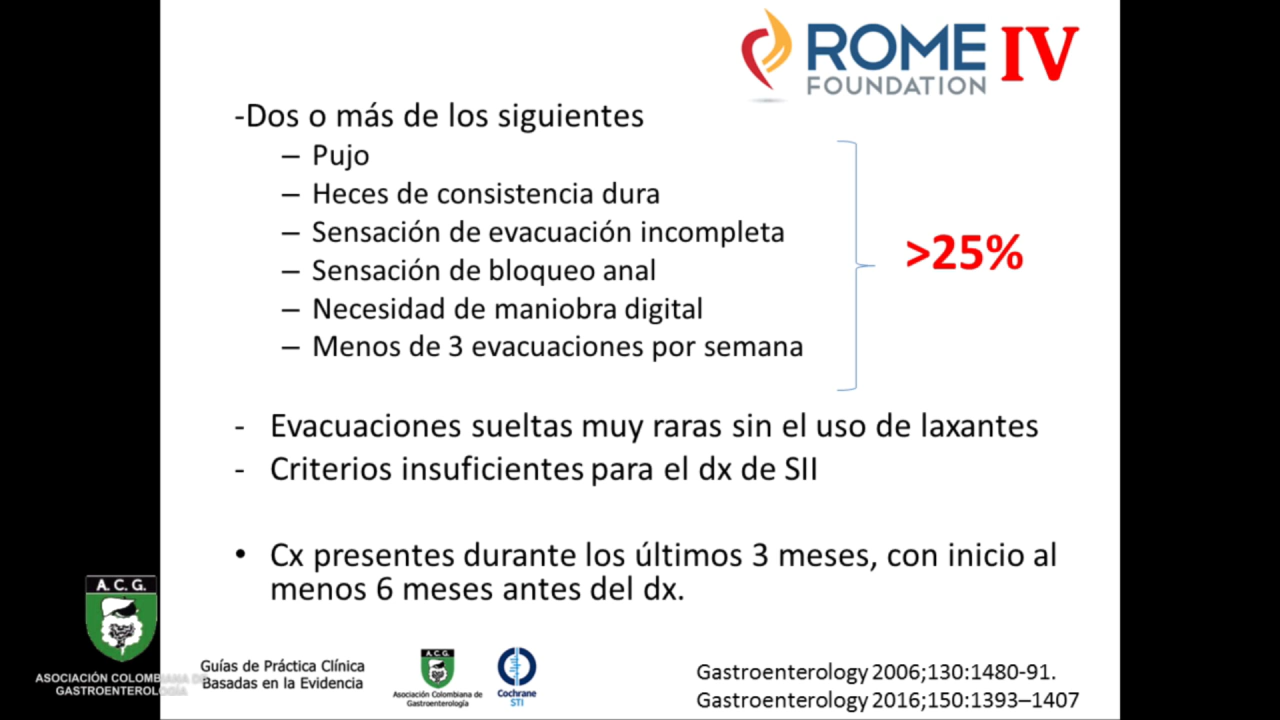 ROME IV
FOUNDATION
-Dos o más de los siguientes
– Pujo
– Heces de consistencia dura
– Sensación de evacuación incompleta
– Sensación de bloqueo anal
– Necesidad de maniobra digital
– Menos de 3 evacuaciones por semana
>25%
- Evacuaciones sueltas muy raras sin el uso de laxantes
- Criterios insuficientes para el dx de SII
• Cx presentes durante los últimos 3 meses, con inicio al
menos 6 meses antes del dx.
A. C. G.
ASOCIACIÓN COLOMBIANA DE
GASTROENTEROLOGÍA
Guías de Práctica Clínica
Basadas en la Evidencia
A.C.G.
Asociación Colombiana de
Gastroenterología
Cochrane
STI
Gastroenterology 2006;130:1480-91.
Gastroenterology 2016;150:1393–1407